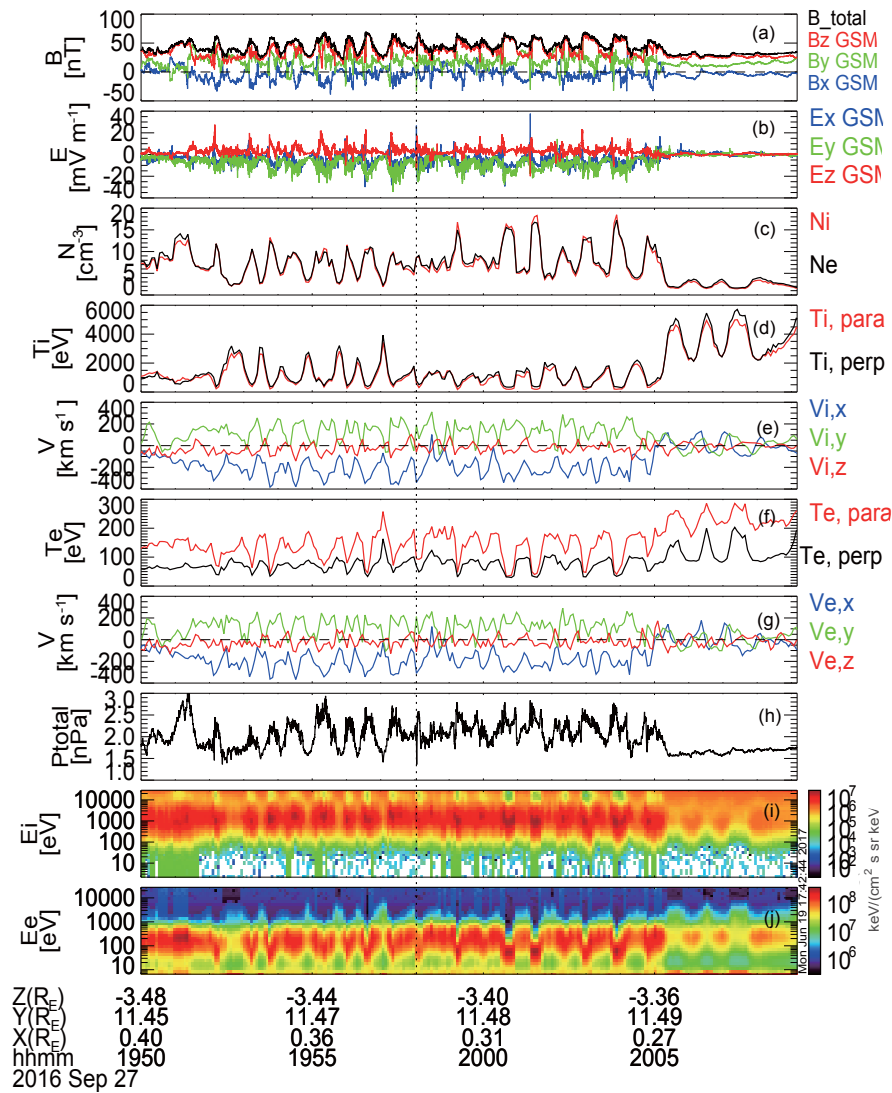 B_total
Bz GSM
By GSM
Bx GSM
100
50
0
-50
B
[nT]
(a)
40
20
0
-20
-40
E
[mV m⁻¹]
(b)
Ex GSM
Ey GSM
Ez GSM
20
15
10
5
0
N
[cm⁻³]
(c)
Ni
Ne
6000
4000
2000
0
Ti
[eV]
(d)
Ti, para
Ti, perp
400
200
0
-200
-400
V
[km s⁻¹]
(e)
Vi,x
Vi,y
Vi,z
300
200
100
0
Te
[eV]
(f)
Te, para
Te, perp
400
200
0
-200
-400
V
[km s⁻¹]
(g)
Ve,x
Ve,y
Ve,z
3.0
2.5
2.0
1.5
1.0
Ptotal
[nPa]
(h)
10000
1000
100
10
Ei
[eV]
(i)
10⁷
10⁶
10⁵
10⁴
10³
10²
10000
1000
100
10
Ee
[eV]
(j)
10⁸
10⁶
keV/(cm² s sr keV
Mon Jun 19 17:42:44 2017
Z(R_E) -3.48 -3.44 -3.40 -3.36
Y(R_E) 11.45 11.47 11.48 11.49
X(R_E) 0.40 0.36 0.31 0.27
hhmm 1950 1955 2000 2005
2016 Sep 27